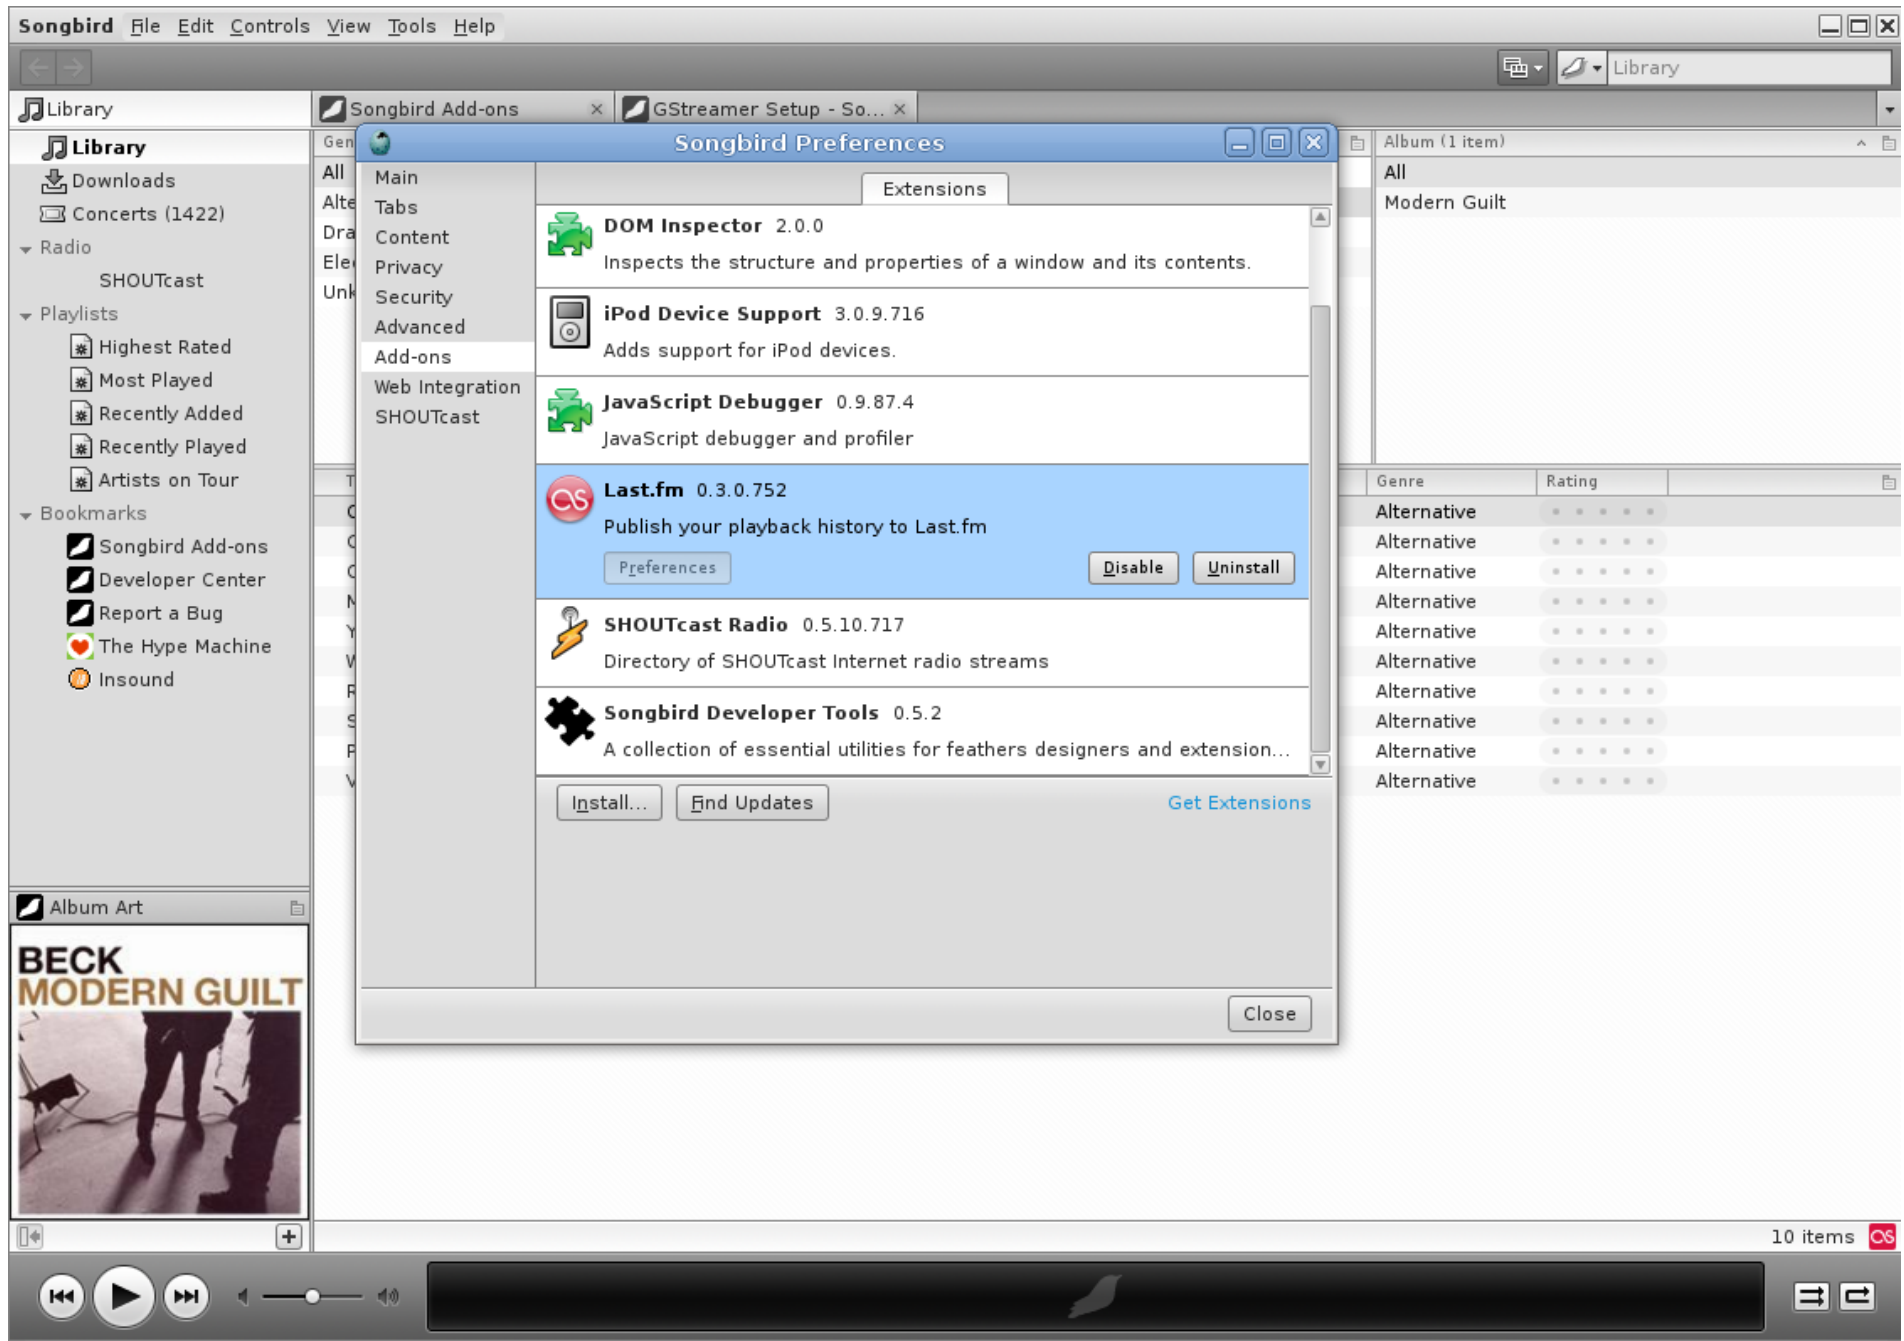 Songbird File Edit Controls View Tools Help
Library
Library
Songbird Add-ons
GStreamer Setup - So...
Library
Downloads
Concerts (1422)
Radio
SHOUTcast
Playlists
Highest Rated
Most Played
Recently Added
Recently Played
Artists on Tour
Bookmarks
Songbird Add-ons
Developer Center
Report a Bug
The Hype Machine
Insound
Album Art
BECK
MODERN GUILT
Gen
All
Alte
Dra
Ele
Unk
Songbird Preferences
Main
Tabs
Content
Privacy
Security
Advanced
Add-ons
Web Integration
SHOUTcast
Extensions
DOM Inspector 2.0.0
Inspects the structure and properties of a window and its contents.
iPod Device Support 3.0.9.716
Adds support for iPod devices.
JavaScript Debugger 0.9.87.4
JavaScript debugger and profiler
Last.fm 0.3.0.752
Publish your playback history to Last.fm
Preferences Disable Uninstall
SHOUTcast Radio 0.5.10.717
Directory of SHOUTcast Internet radio streams
Songbird Developer Tools 0.5.2
A collection of essential utilities for feathers designers and extension...
Install... Find Updates Get Extensions
Close
Album (1 item)
All
Modern Guilt
Genre Rating
Alternative
Alternative
Alternative
Alternative
Alternative
Alternative
Alternative
Alternative
Alternative
Alternative
10 items